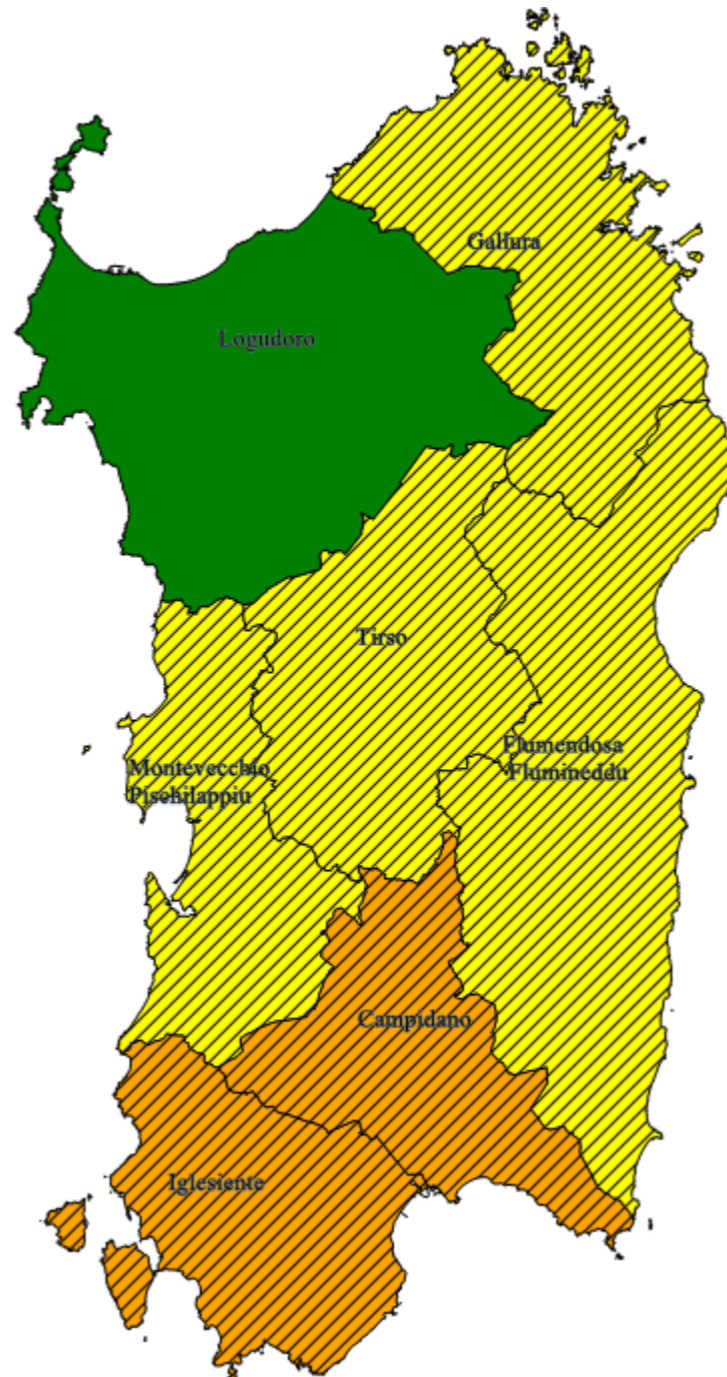 Gallura
Logudoro
Tirso
Flumendosa
Flumineddu
Montevecchio
Pischilappiu
Campidano
Iglesiente